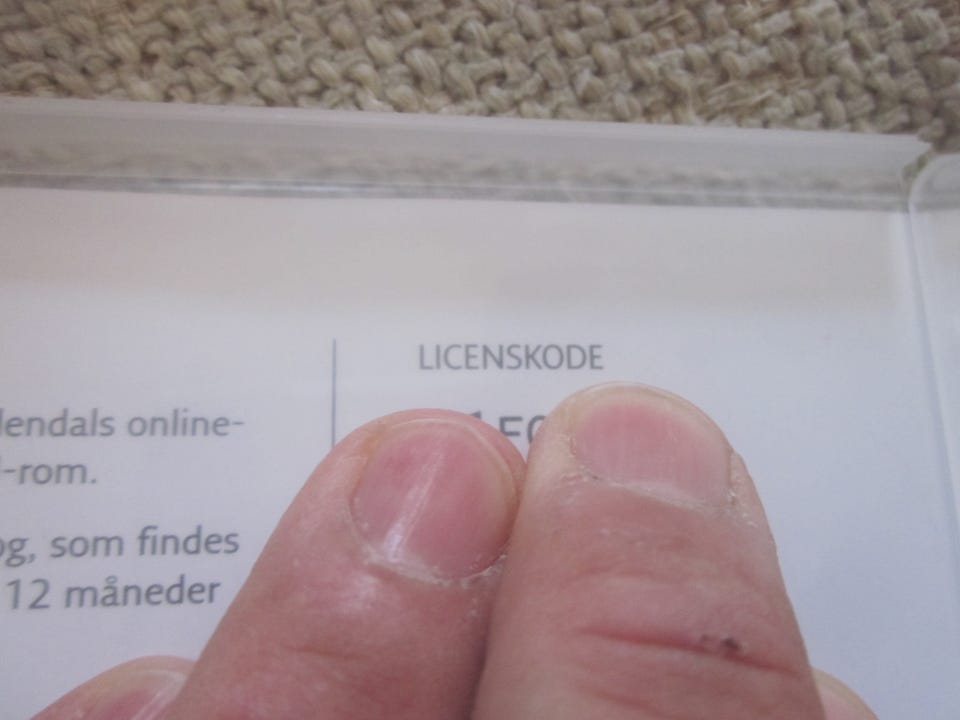 LICENSKODE
lendals online-
-rom.
og, som findes
12 måneder